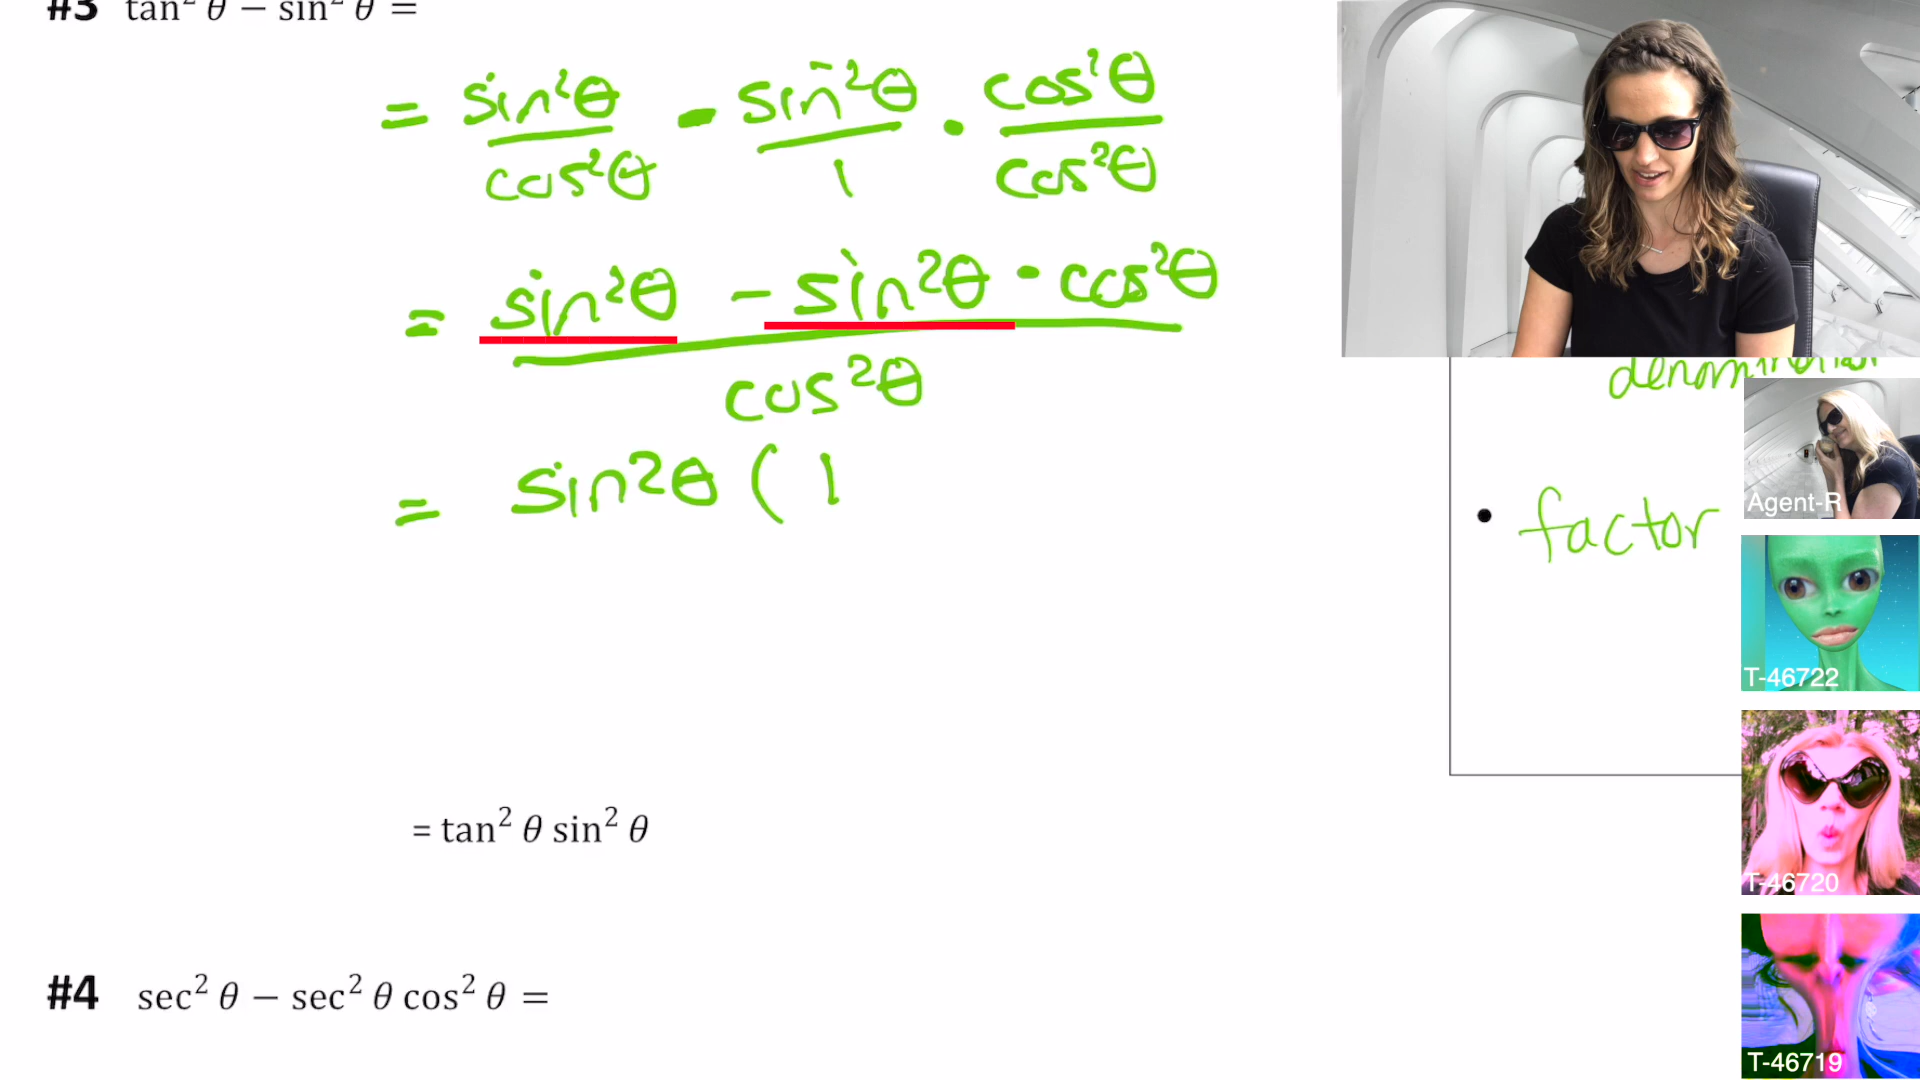 #3 tan² θ − sin² θ =
= sin²θ/cos²θ - sin²θ/1 · cos²θ/cos²θ
= sin²θ - sin²θ · cos²θ
cos²θ
= sin2θ ( 1
= tan² θ sin² θ
#4 sec² θ − sec² θ cos² θ =
denominator
• factor
Agent-R
T-46722
T-46720
T-46719